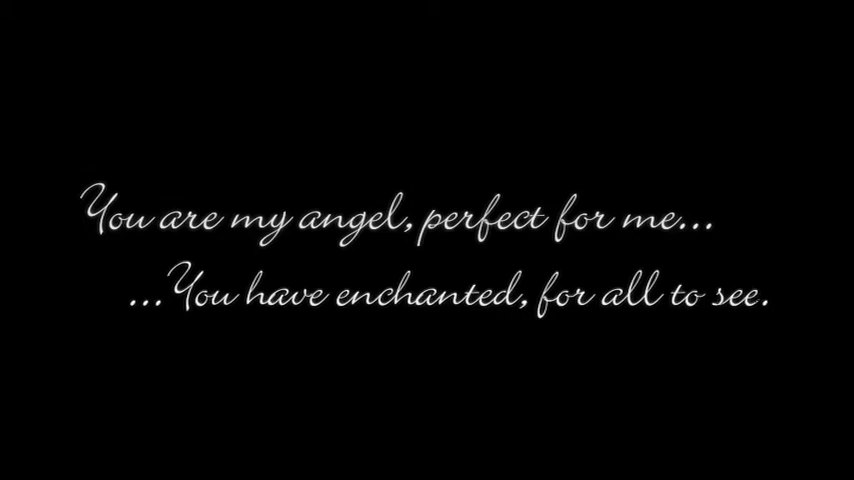 You are my angel, perfect for me...
...You have enchanted, for all to see.